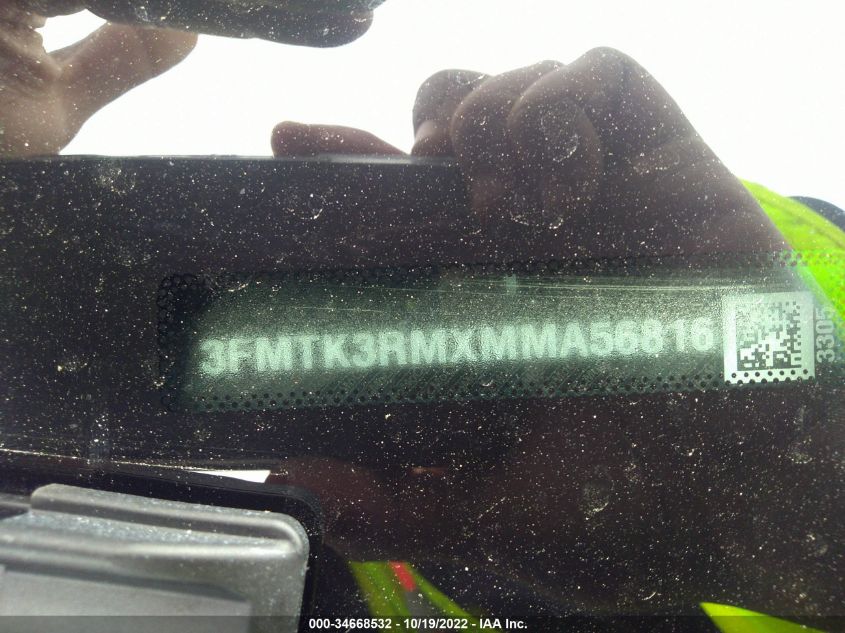 3FMTK3RMXMMA56816
3305
000-34668532 - 10/19/2022 - IAA Inc.